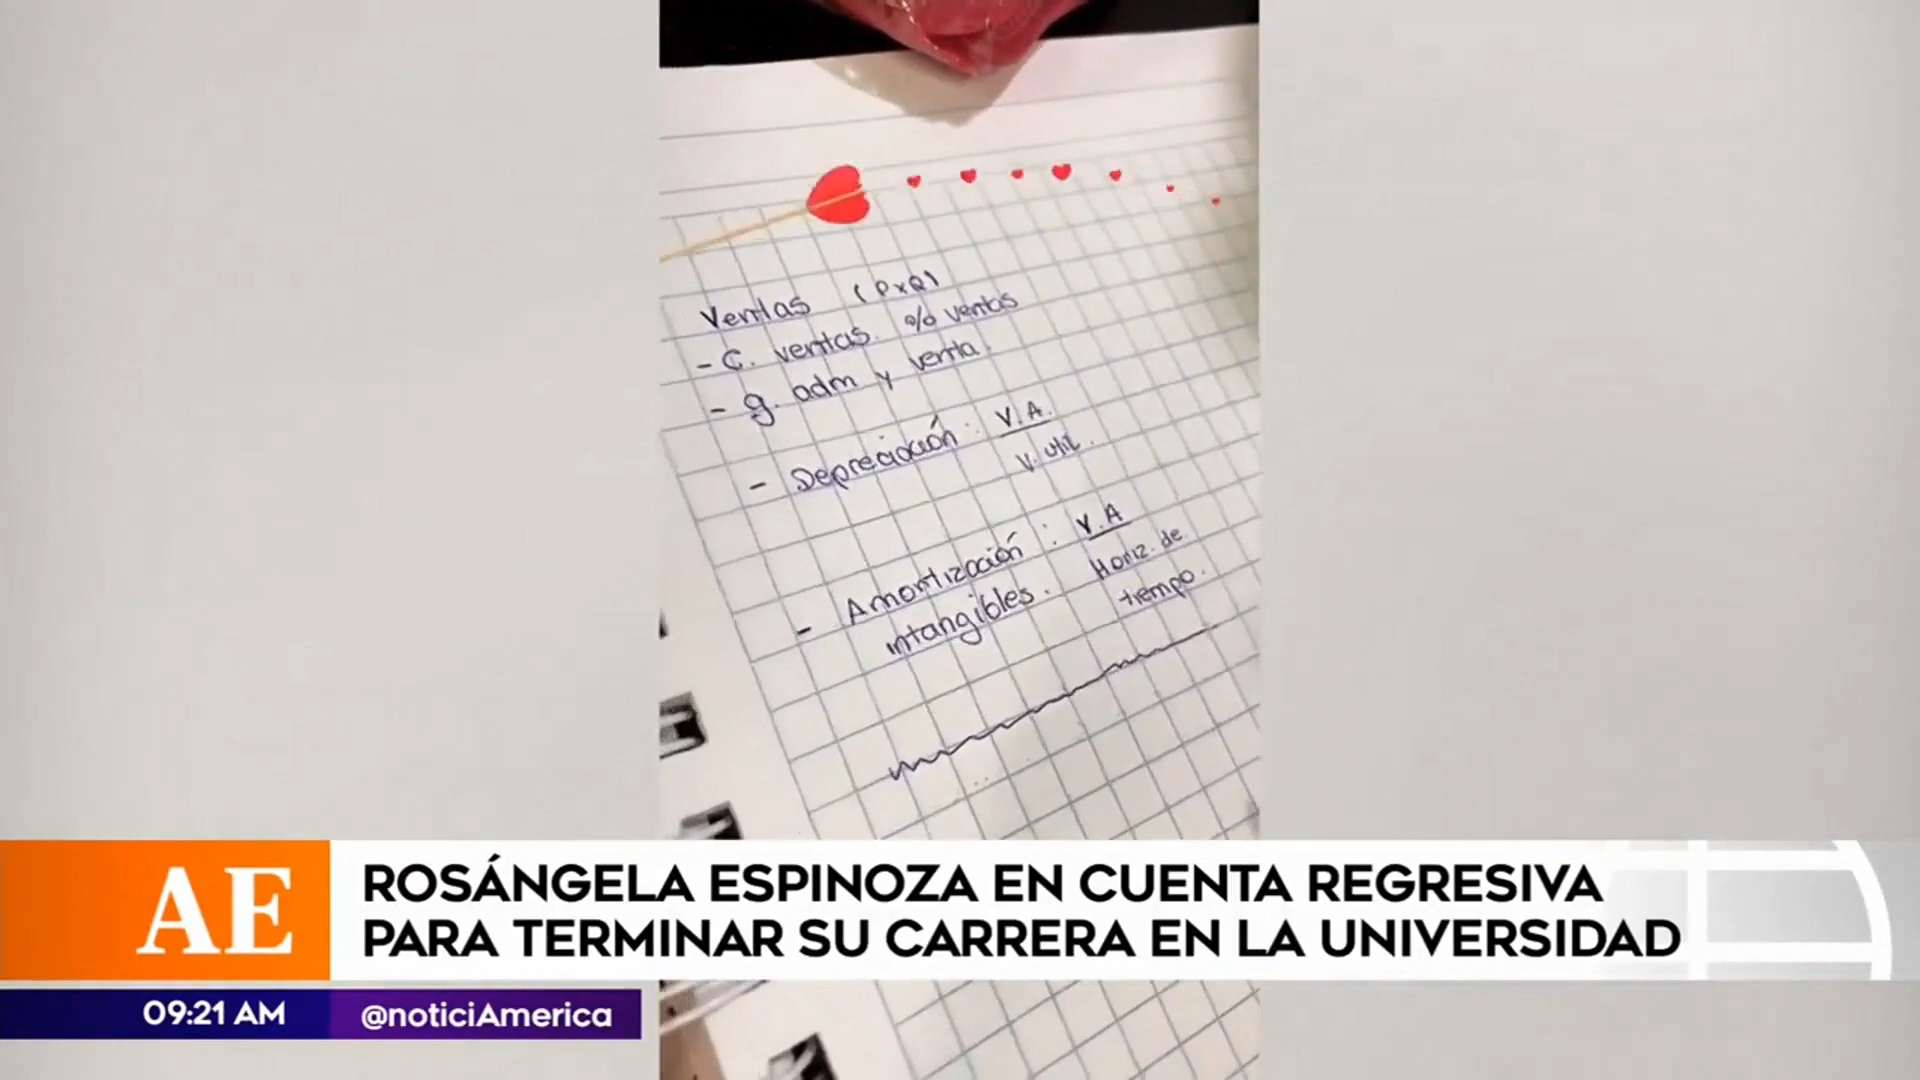 Ventas (PxQ)
- C. ventas. % ventas
- g. adm y venta.
- Depreciación: V.A.
V. util.
- Amortización : V.A
intangibles. Horiz. de
tiempo.
AE
ROSÁNGELA ESPINOZA EN CUENTA REGRESIVA
PARA TERMINAR SU CARRERA EN LA UNIVERSIDAD
09:21 AM @noticiAmerica